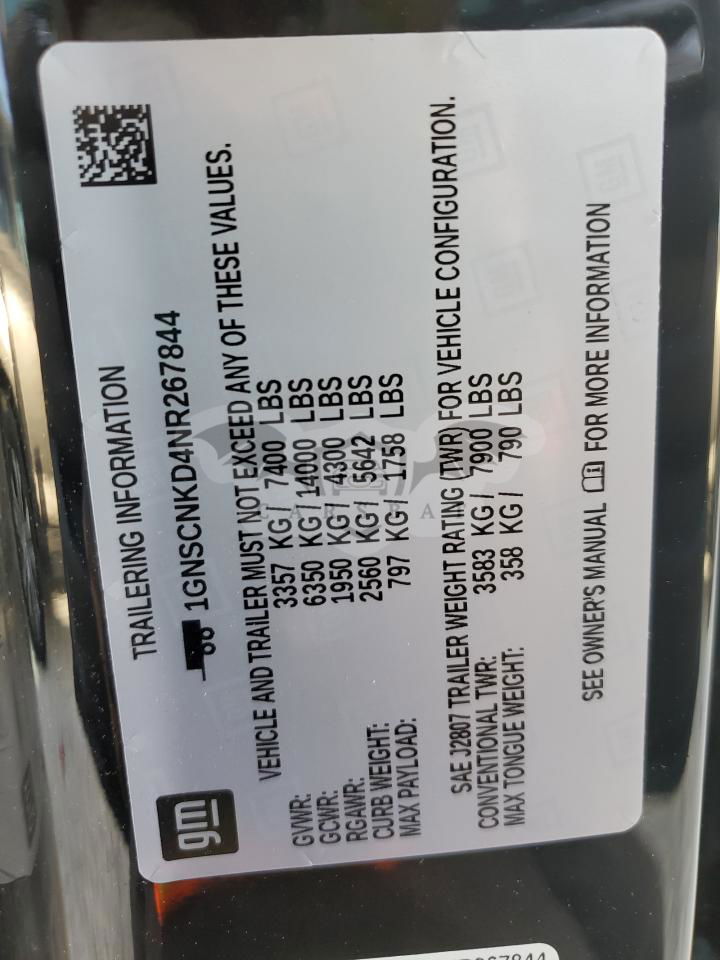 TRAILERING INFORMATION
gm
1GNSCNKD4NR267844
VEHICLE AND TRAILER MUST NOT EXCEED ANY OF THESE VALUES.
GVWR: 3357 KG/ 7400 LBS
GCWR: 6350 KG/ 14000 LBS
RGAWR: 1950 KG/ 4300 LBS
CURB WEIGHT: 2560 KG/ 5642 LBS
MAX PAYLOAD: 797 KG/ 1758 LBS
SAE J2807 TRAILER WEIGHT RATING (TWR) FOR VEHICLE CONFIGURATION.
CONVENTIONAL TWR: 3583 KG/ 7900 LBS
MAX TONGUE WEIGHT: 358 KG/ 790 LBS
SEE OWNER'S MANUAL FOR MORE INFORMATION